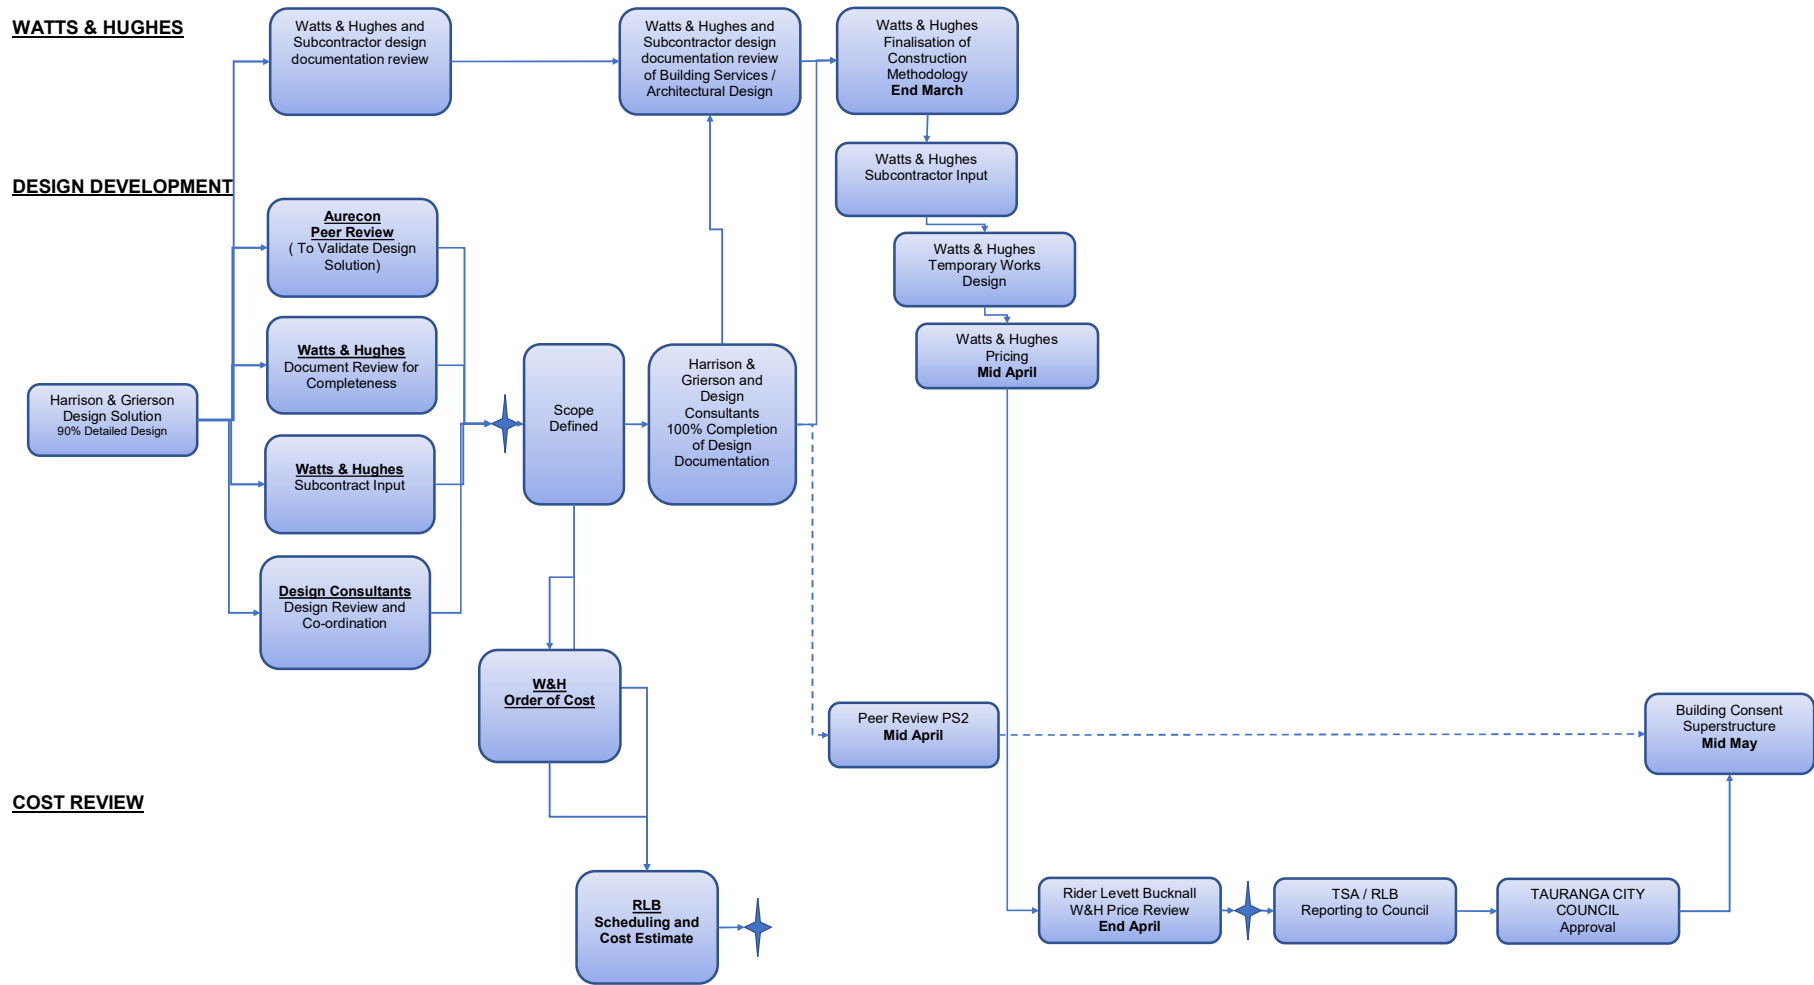 WATTS & HUGHES
Watts & Hughes and
Subcontractor design
documentation review
Watts & Hughes and
Subcontractor design
documentation review
of Building Services /
Architectural Design
Watts & Hughes
Finalisation of
Construction
Methodology
End March
Watts & Hughes
Subcontractor Input
DESIGN DEVELOPMENT
Aurecon
Peer Review
( To Validate Design
Solution)
Watts & Hughes
Temporary Works
Design
Watts & Hughes
Document Review for
Completeness
Watts & Hughes
Pricing
Mid April
Harrison & Grierson
Design Solution
90% Detailed Design
Scope
Defined
Harrison &
Grierson and
Design
Consultants
100% Completion
of Design
Documentation
Watts & Hughes
Subcontract Input
Design Consultants
Design Review and
Co-ordination
W&H
Order of Cost
Peer Review PS2
Mid April
Building Consent
Superstructure
Mid May
COST REVIEW
RLB
Scheduling and
Cost Estimate
Rider Levett Bucknall
W&H Price Review
End April
TSA / RLB
Reporting to Council
TAURANGA CITY
COUNCIL
Approval